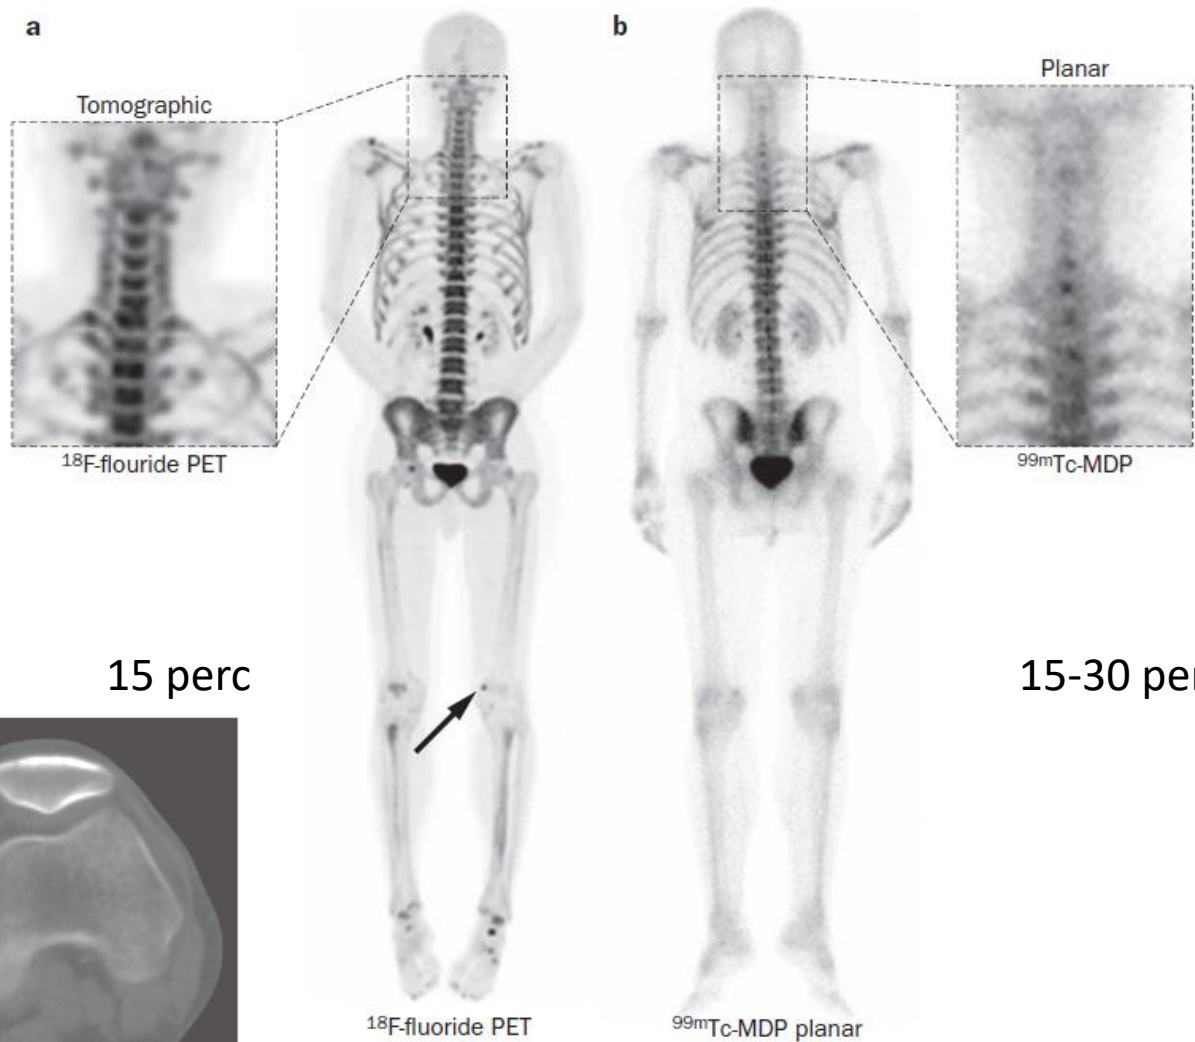 a
b
Tomographic
Planar
¹⁸F-flouride PET
⁹⁹ᵐTc-MDP
15 perc
15-30 per
¹⁸F-fluoride PET
⁹⁹ᵐTc-MDP planar